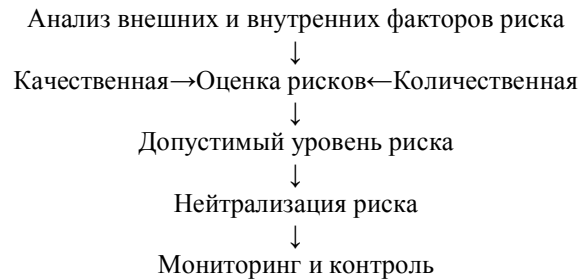 Анализ внешних и внутренних факторов риска
↓
Качественная→Оценка рисков←Количественная
↓
Допустимый уровень риска
↓
Нейтрализация риска
↓
Мониторинг и контроль